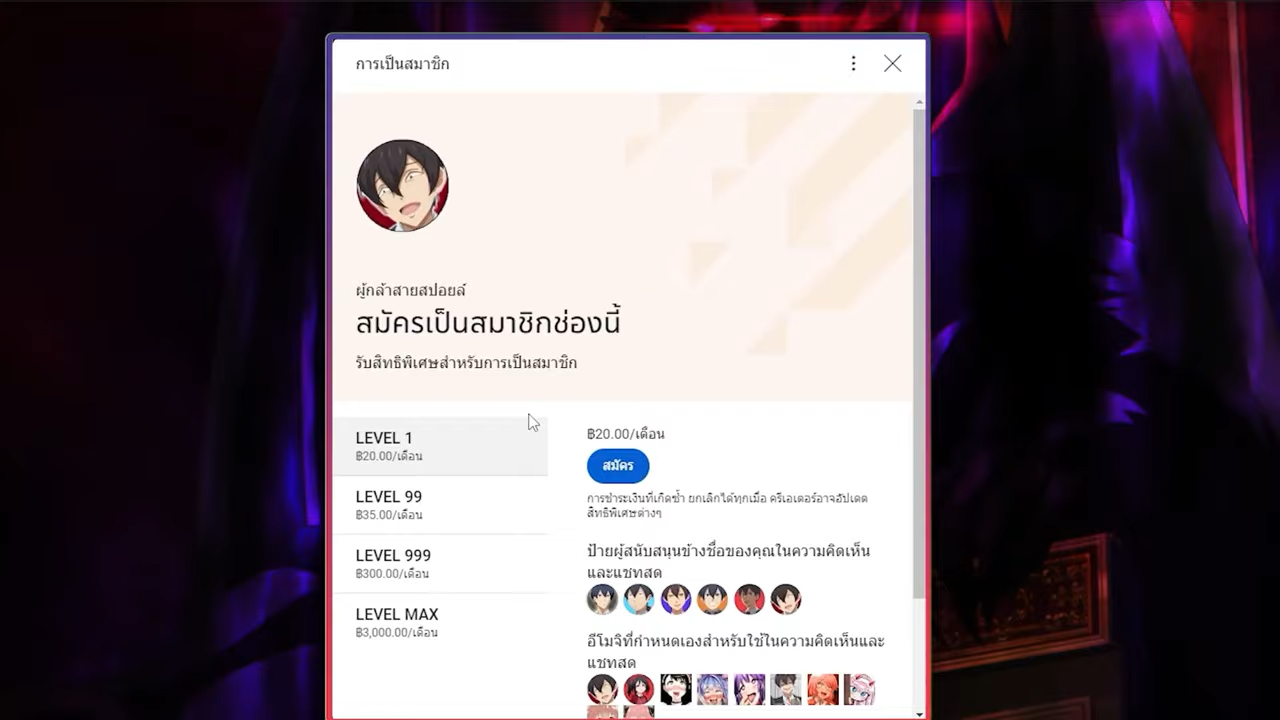 การเป็นสมาชิก
ผู้กล้าสายสปอยล์
สมัครเป็นสมาชิกช่องนี้
รับสิทธิพิเศษสำหรับการเป็นสมาชิก
LEVEL 1
฿20.00/เดือน
LEVEL 99
฿35.00/เดือน
LEVEL 999
฿300.00/เดือน
LEVEL MAX
฿3,000.00/เดือน
฿20.00/เดือน
สมัคร
การชำระเงินที่เกิดซ้ำ ยกเลิกได้ทุกเมื่อ ครีเอเตอร์อาจอัปเดต
สิทธิพิเศษต่างๆ
ป้ายผู้สนับสนุนข้างชื่อของคุณในความคิดเห็น
และแชทสด
อีโมจิที่กำหนดเองสำหรับใช้ในความคิดเห็นและ
แชทสด